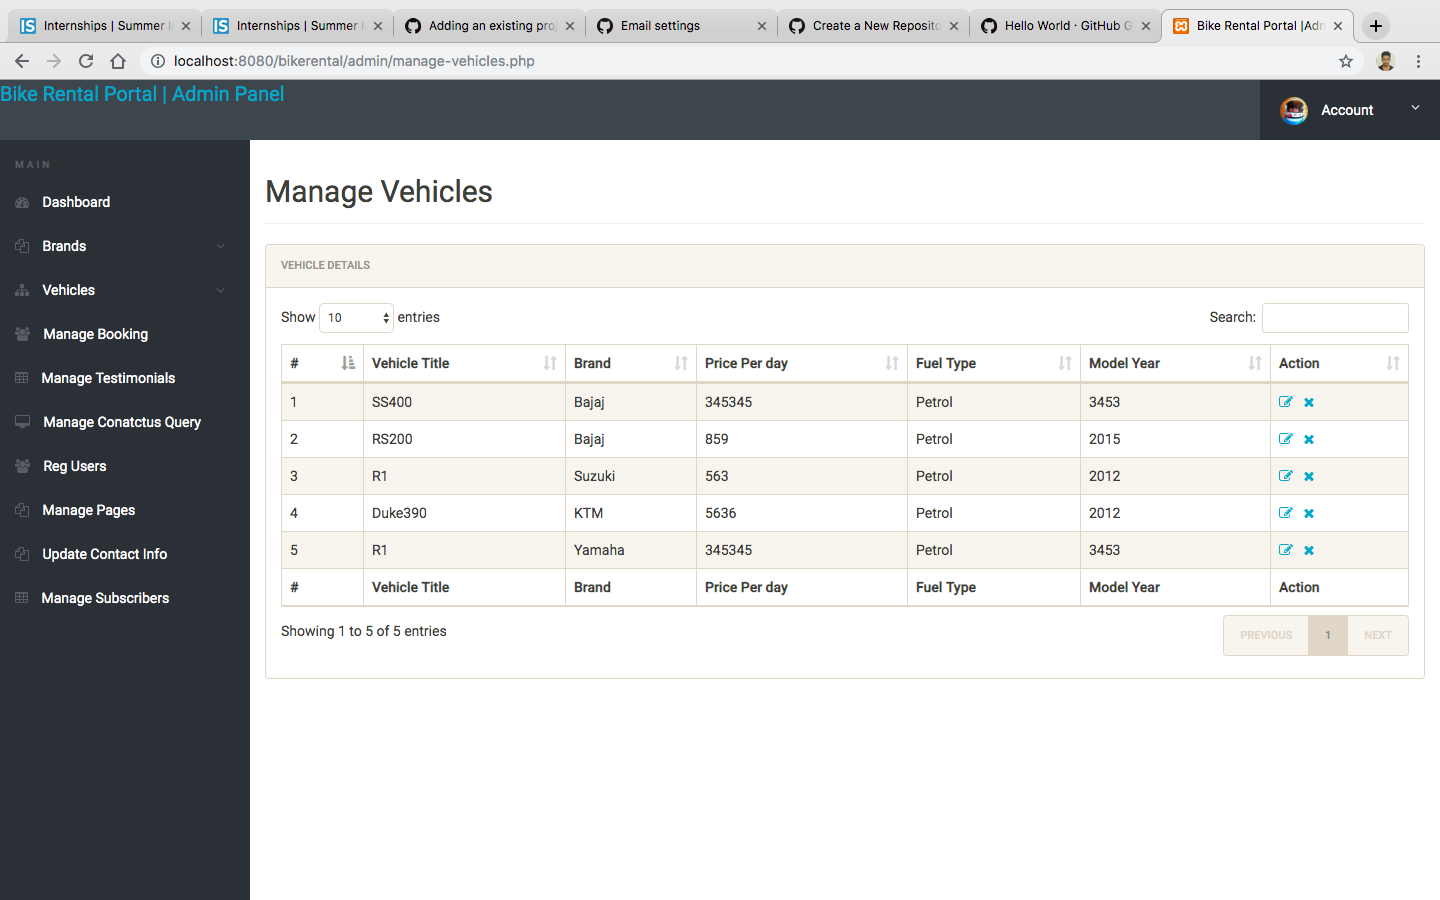 Internships | Summer I
Internships | Summer
Adding an existing proj
Email settings
Create a New Reposito
Hello World · GitHub G
Bike Rental Portal |Adn
localhost:8080/bikerental/admin/manage-vehicles.php
Bike Rental Portal | Admin Panel
Account
MAIN
Dashboard
Brands
Vehicles
Manage Booking
Manage Testimonials
Manage Conatctus Query
Reg Users
Manage Pages
Update Contact Info
Manage Subscribers
Manage Vehicles
VEHICLE DETAILS
Show 10 entries
Search:
# Vehicle Title Brand Price Per day Fuel Type Model Year Action
1 SS400 Bajaj 345345 Petrol 3453
2 RS200 Bajaj 859 Petrol 2015
3 R1 Suzuki 563 Petrol 2012
4 Duke390 KTM 5636 Petrol 2012
5 R1 Yamaha 345345 Petrol 3453
# Vehicle Title Brand Price Per day Fuel Type Model Year Action
Showing 1 to 5 of 5 entries
PREVIOUS 1 NEXT